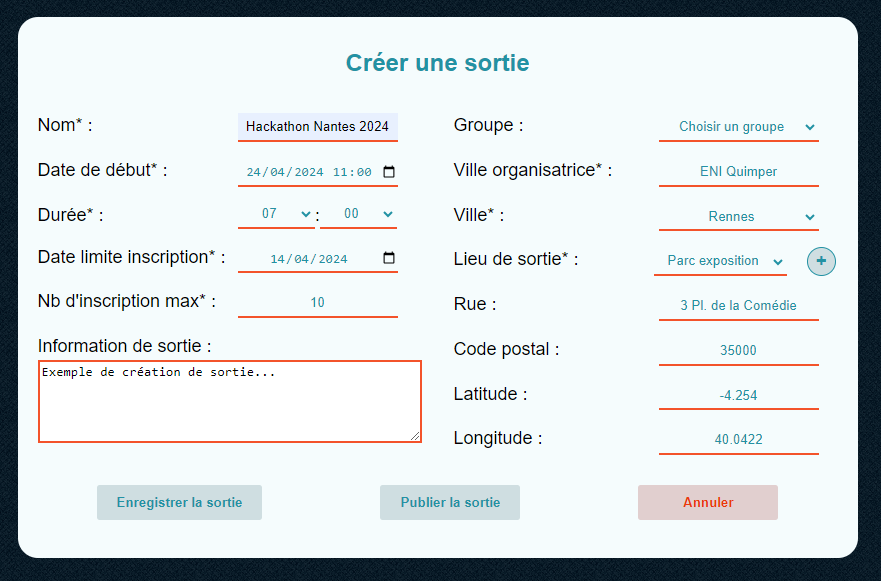 Créer une sortie
Nom* :
Hackathon Nantes 2024
Date de début* :
24/04/2024 11:00
Durée* :
07 : 00
Date limite inscription* :
14/04/2024
Nb d'inscription max* :
10
Information de sortie :
Exemple de création de sortie...
Groupe :
Choisir un groupe
Ville organisatrice* :
ENI Quimper
Ville* :
Rennes
Lieu de sortie* :
Parc exposition
+
Rue :
3 Pl. de la Comédie
Code postal :
35000
Latitude :
-4.254
Longitude :
40.0422
Enregistrer la sortie
Publier la sortie
Annuler